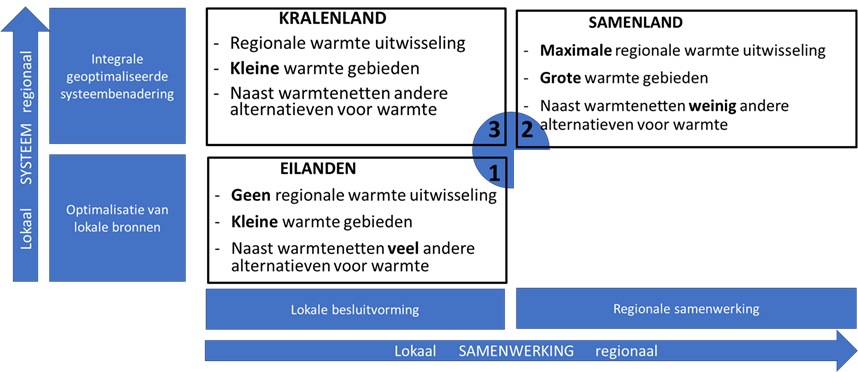 Lokaal SYSTEEM regionaal
Integrale
geoptimaliseerde
systeembenadering
KRALENLAND
- Regionale warmte uitwisseling
- Kleine warmte gebieden
- Naast warmtenetten andere
alternatieven voor warmte
3
SAMENLAND
- Maximale regionale warmte uitwisseling
- Grote warmte gebieden
- Naast warmtenetten weinig andere
alternatieven voor warmte
2
Optimalisatie van
lokale bronnen
EILANDEN
1
- Geen regionale warmte uitwisseling
- Kleine warmte gebieden
- Naast warmtenetten veel andere
alternatieven voor warmte
Lokale besluitvorming
Regionale samenwerking
Lokaal SAMENWERKING regionaal